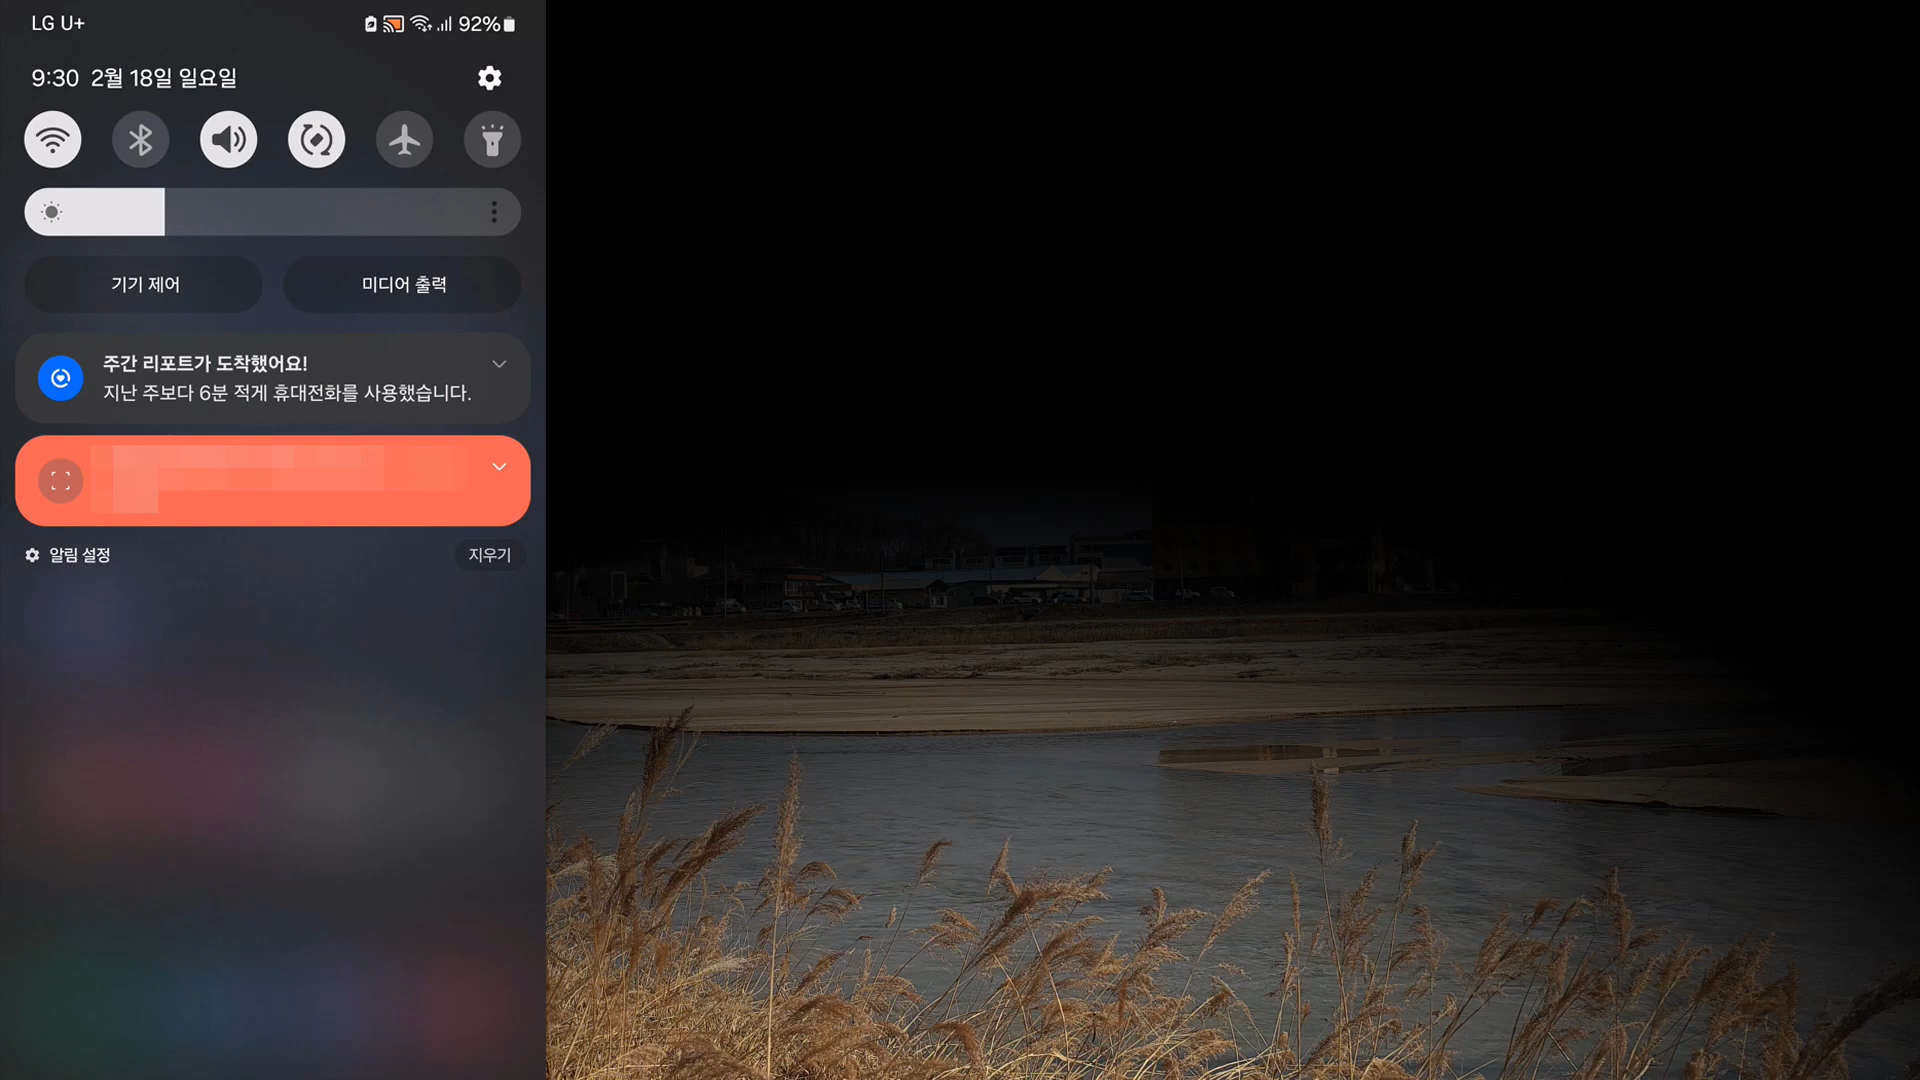 LG U+
92%
9:30 2월 18일 일요일
기기 제어
미디어 출력
주간 리포트가 도착했어요!
지난 주보다 6분 적게 휴대전화를 사용했습니다.
알림 설정
지우기